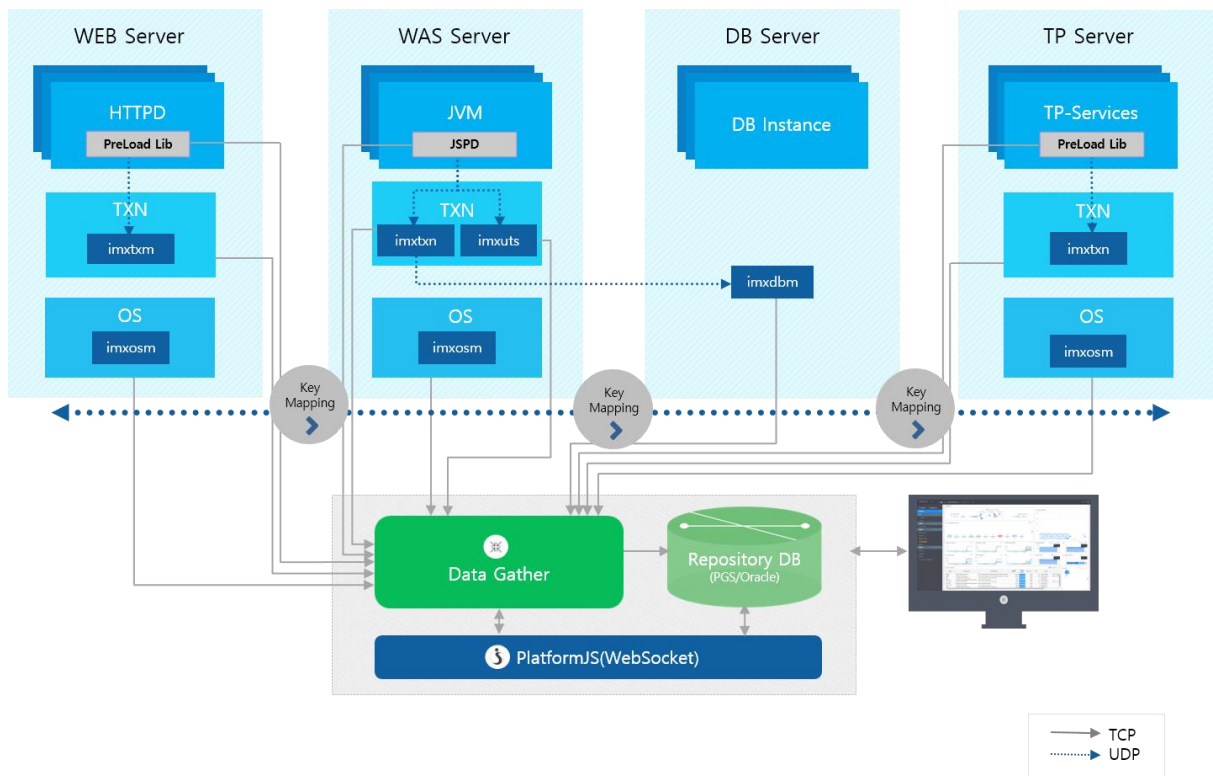 WEB Server
WAS Server
DB Server
TP Server
HTTPD
PreLoad Lib
TXN
imxtxm
OS
imxosm
JVM
JSPD
TXN
imxtxn
imxuts
OS
imxosm
DB Instance
imxdbm
TP-Services
PreLoad Lib
TXN
imxtxn
OS
imxosm
Key
Mapping
Key
Mapping
Key
Mapping
Data Gather
Repository DB
(PGS/Oracle)
PlatformJS(WebSocket)
TCP
UDP